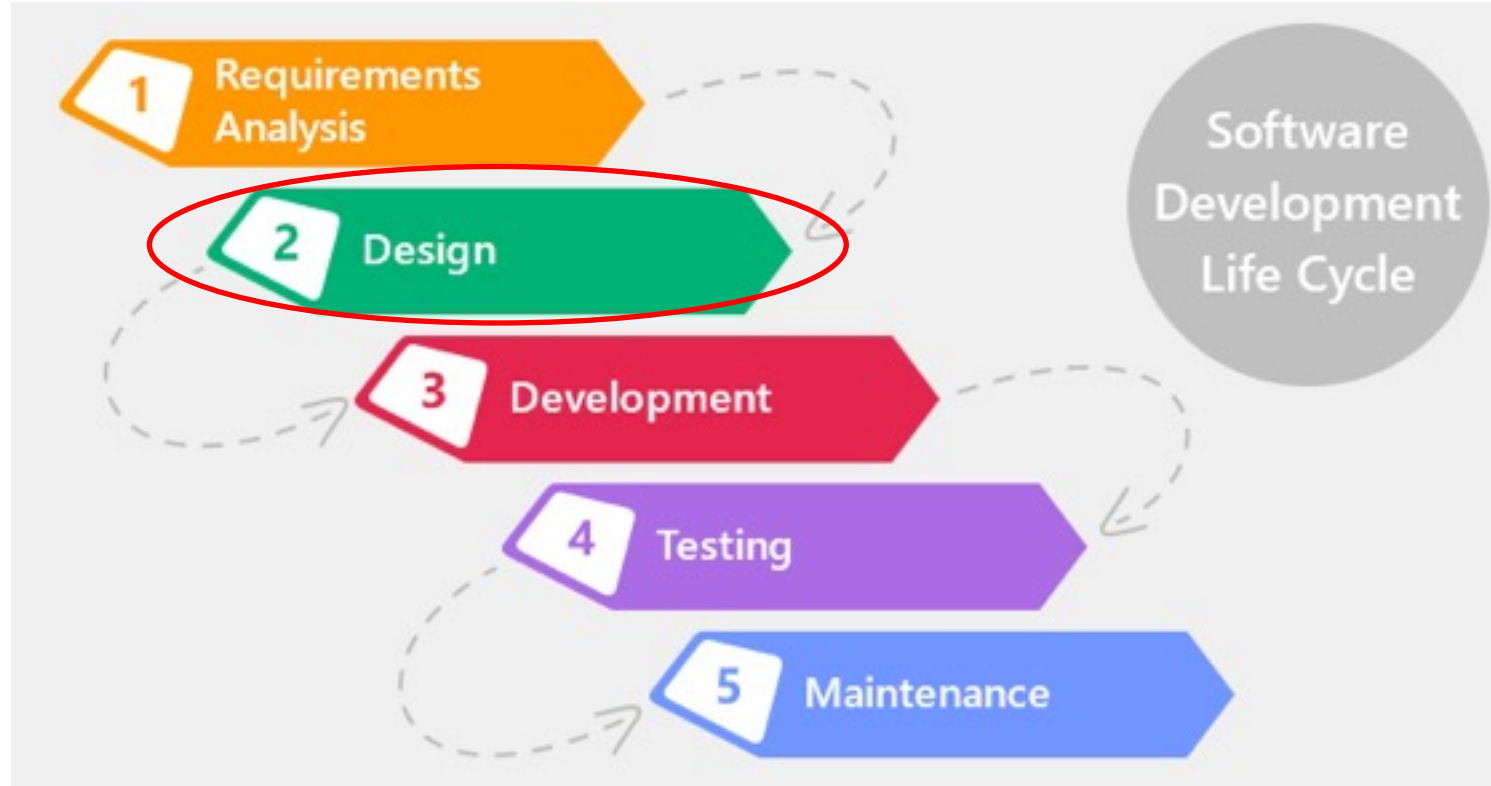 1
Requirements
Analysis
2
Design
3
Development
4
Testing
5
Maintenance
Software
Development
Life Cycle